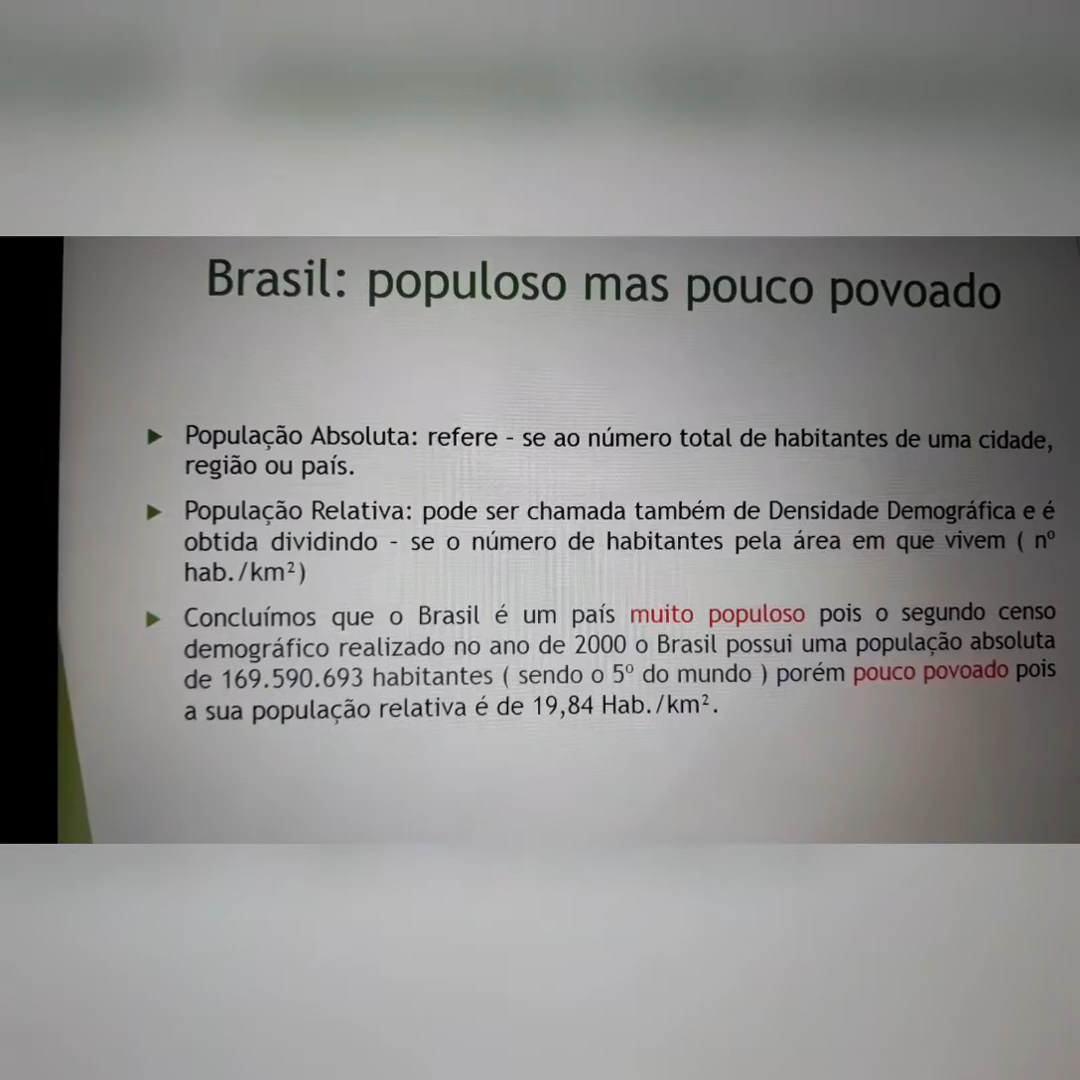 Brasil: populoso mas pouco povoado
População Absoluta: refere - se ao número total de habitantes de uma cidade,
região ou país.
População Relativa: pode ser chamada também de Densidade Demográfica e é
obtida dividindo - se o número de habitantes pela área em que vivem ( nº
hab./km²)
Concluímos que o Brasil é um país muito populoso pois o segundo censo
demográfico realizado no ano de 2000 o Brasil possui uma população absoluta
de 169.590.693 habitantes ( sendo o 5º do mundo ) porém pouco povoado pois
a sua população relativa é de 19,84 Hab./km².